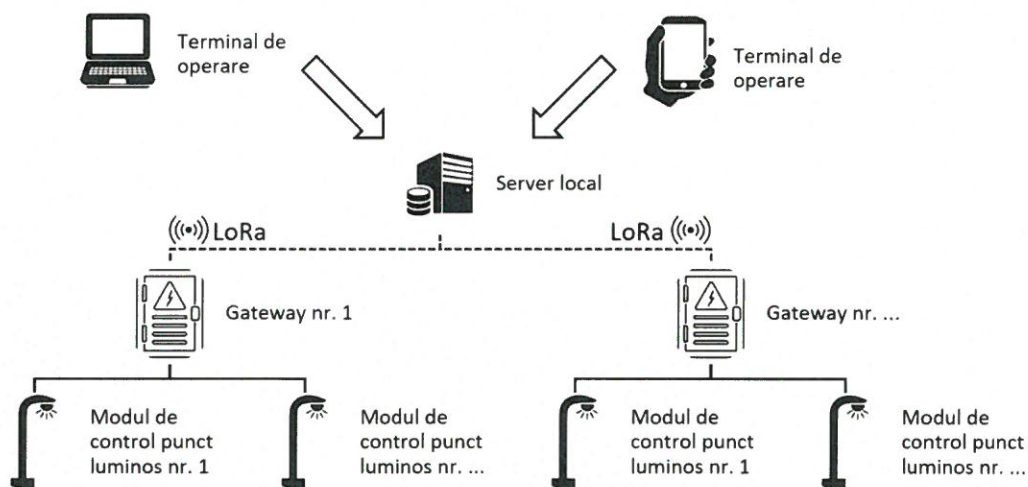 Terminal de
operare
Terminal de
operare
Server local
LoRa
LoRa
Gateway nr. 1
Gateway nr. ...
Modul de
control punct
luminos nr. 1
Modul de
control punct
luminos nr. ...
Modul de
control punct
luminos nr. 1
Modul de
control punct
luminos nr. ...